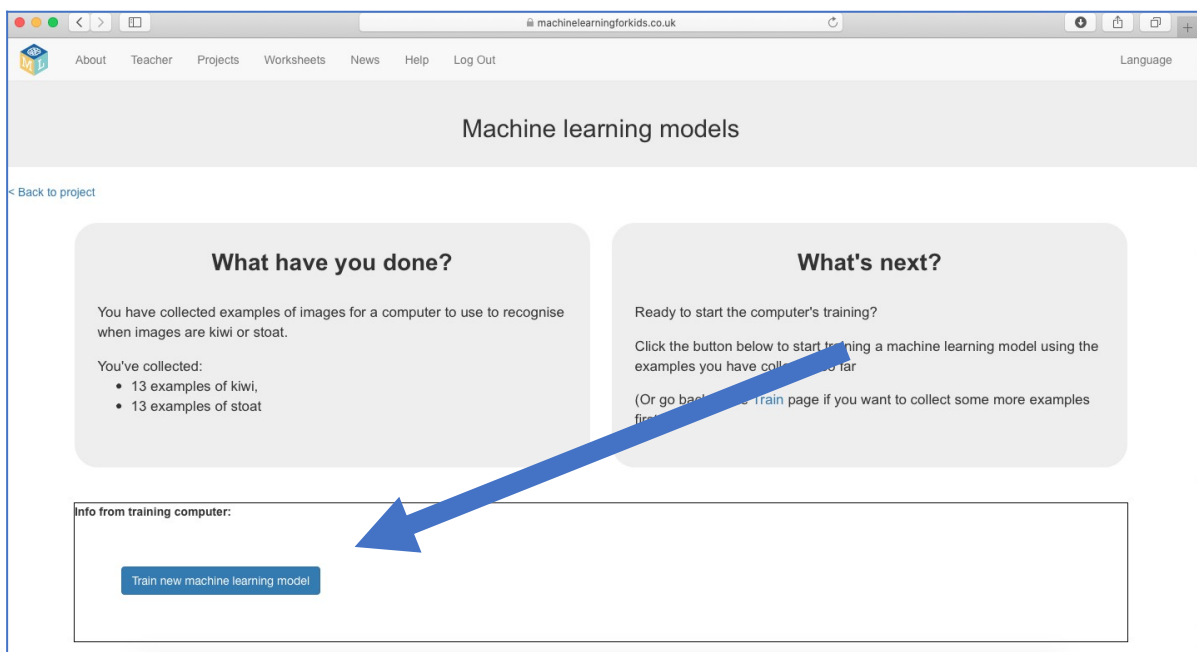 machinelearningforkids.co.uk
About Teacher Projects Worksheets News Help Log Out Language
Machine learning models
< Back to project
What have you done?
You have collected examples of images for a computer to use to recognise
when images are kiwi or stoat.
You've collected:
• 13 examples of kiwi,
• 13 examples of stoat
What's next?
Ready to start the computer's training?
Click the button below to start training a machine learning model using the
examples you have far
(Or go Train page if you want to collect some more examples
Info from training computer:
Train new machine learning model